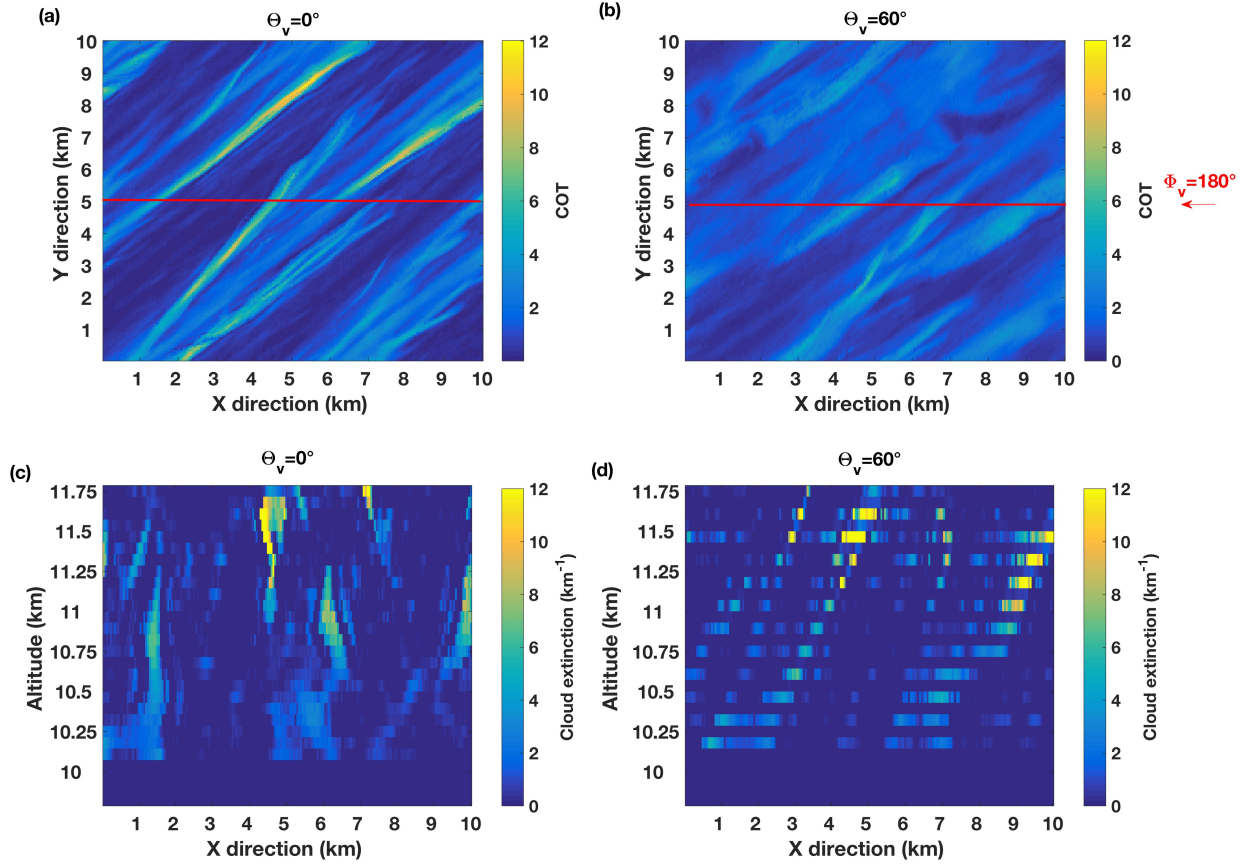 (a)
Θv=0°
10
9
8
7
6
5
4
3
2
1
Y direction (km)
1 2 3 4 5 6 7 8 9 10
X direction (km)
12
10
8
6
4
2
COT
(b)
Θv=60°
10
9
8
7
6
5
4
3
2
1
Y direction (km)
1 2 3 4 5 6 7 8 9 10
X direction (km)
12
10
8
6
4
2
0
COT
Φv=180°
(c)
Θv=0°
11.75
11.5
11.25
11
10.75
10.5
10.25
10
Altitude (km)
1 2 3 4 5 6 7 8 9 10
X direction (km)
12
10
8
6
4
2
0
Cloud extinction (km-1)
(d)
Θv=60°
11.75
11.5
11.25
11
10.75
10.5
10.25
10
Altitude (km)
1 2 3 4 5 6 7 8 9 10
X direction (km)
12
10
8
6
4
2
0
Cloud extinction (km-1)